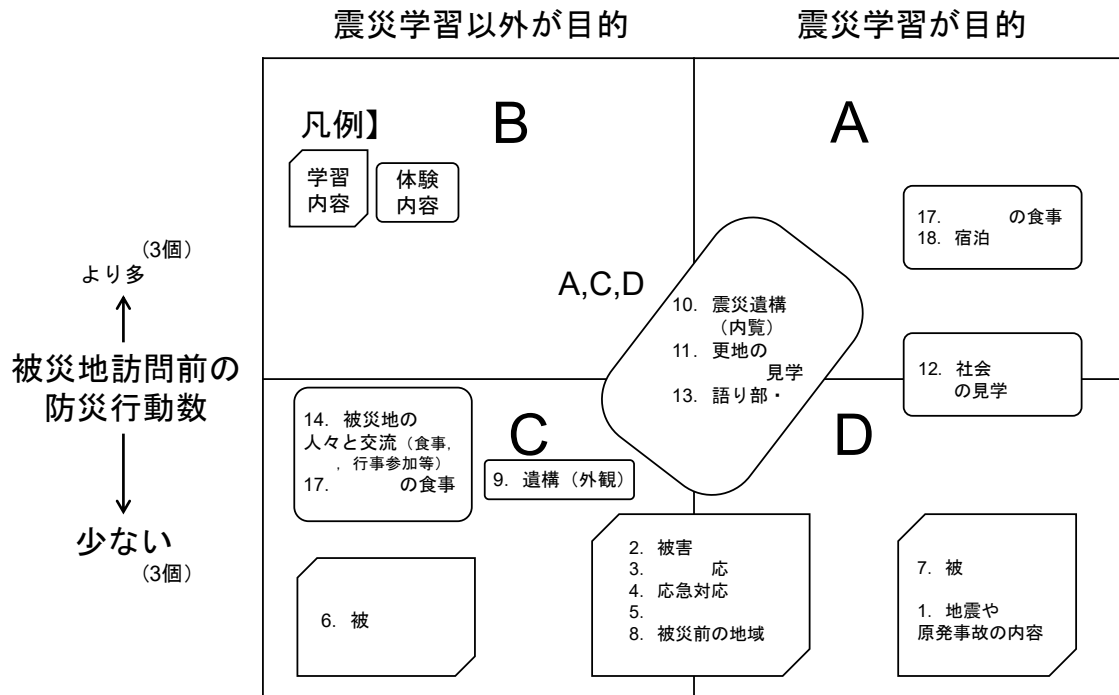 震災学習以外が目的
震災学習が目的
B
A
凡例】
学習
内容
体験
内容
17. の食事
18. 宿泊
(3個)
より多
A,C,D
10. 震災遺構
（内覧）
11. 更地の
見学
13. 語り部・
被災地訪問前の
防災行動数
12. 社会
の見学
14. 被災地の
人々と交流（食事,
, 行事参加等）
17. の食事
C
D
9. 遺構（外観）
少ない
(3個)
6. 被
2. 被害
3. 応
4. 応急対応
5.
8. 被災前の地域
7. 被
1. 地震や
原発事故の内容